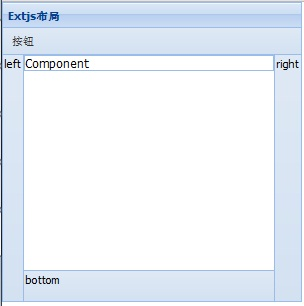 Extjs布局
按钮
left
Component
right
bottom